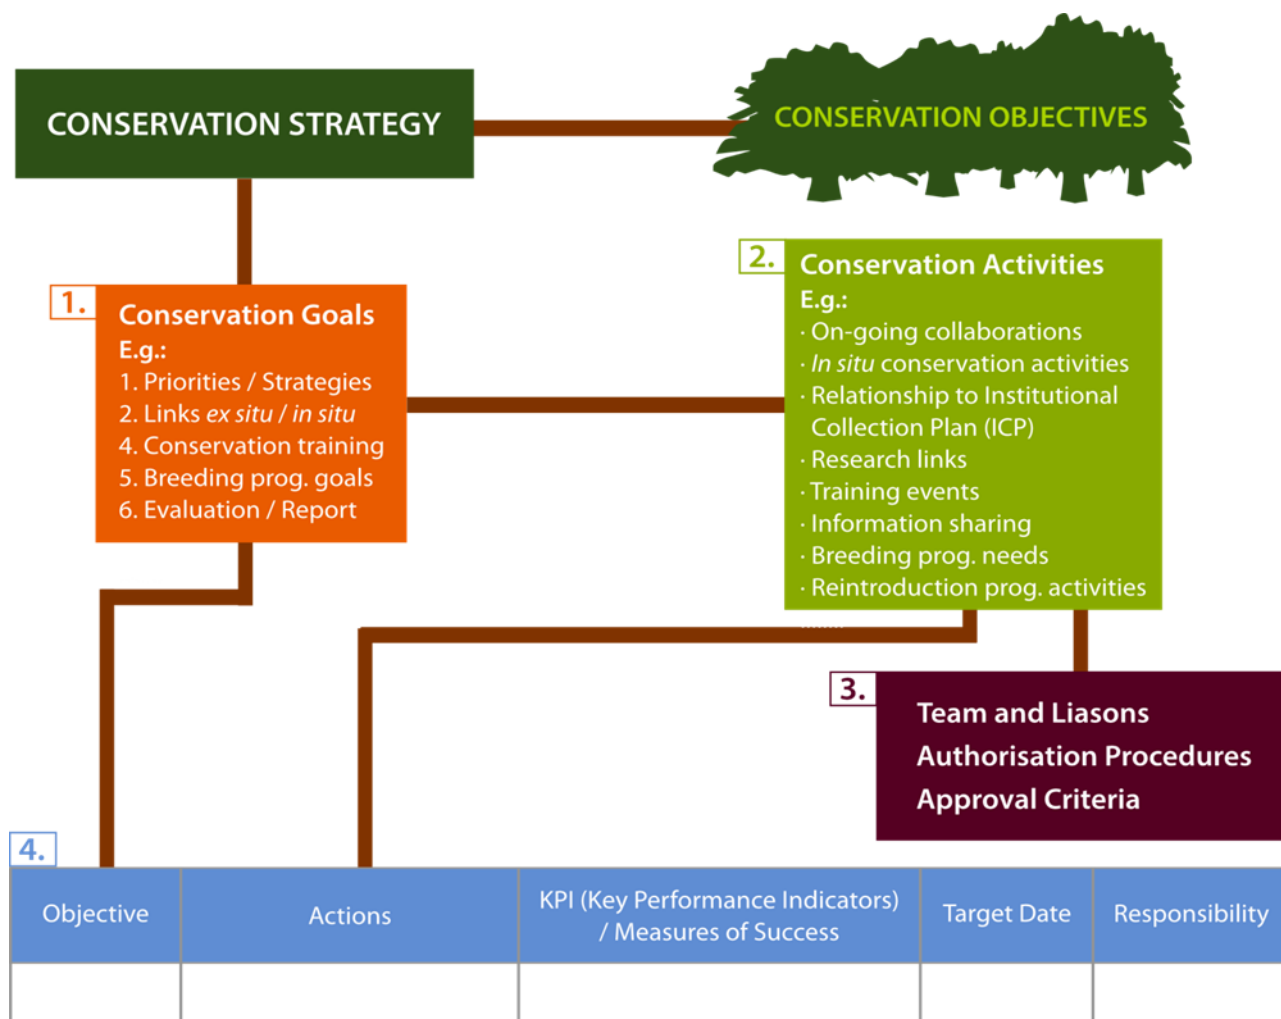 CONSERVATION STRATEGY
CONSERVATION OBJECTIVES
1.
Conservation Goals
E.g.:
1. Priorities / Strategies
2. Links ex situ / in situ
4. Conservation training
5. Breeding prog. goals
6. Evaluation / Report
2.
Conservation Activities
E.g.:
· On-going collaborations
· In situ conservation activities
· Relationship to Institutional
Collection Plan (ICP)
· Research links
· Training events
· Information sharing
· Breeding prog. needs
· Reintroduction prog. activities
........
3.
Team and Liasons
Authorisation Procedures
Approval Criteria
4.
Objective
Actions
KPI (Key Performance Indicators)
/ Measures of Success
Target Date
Responsibility